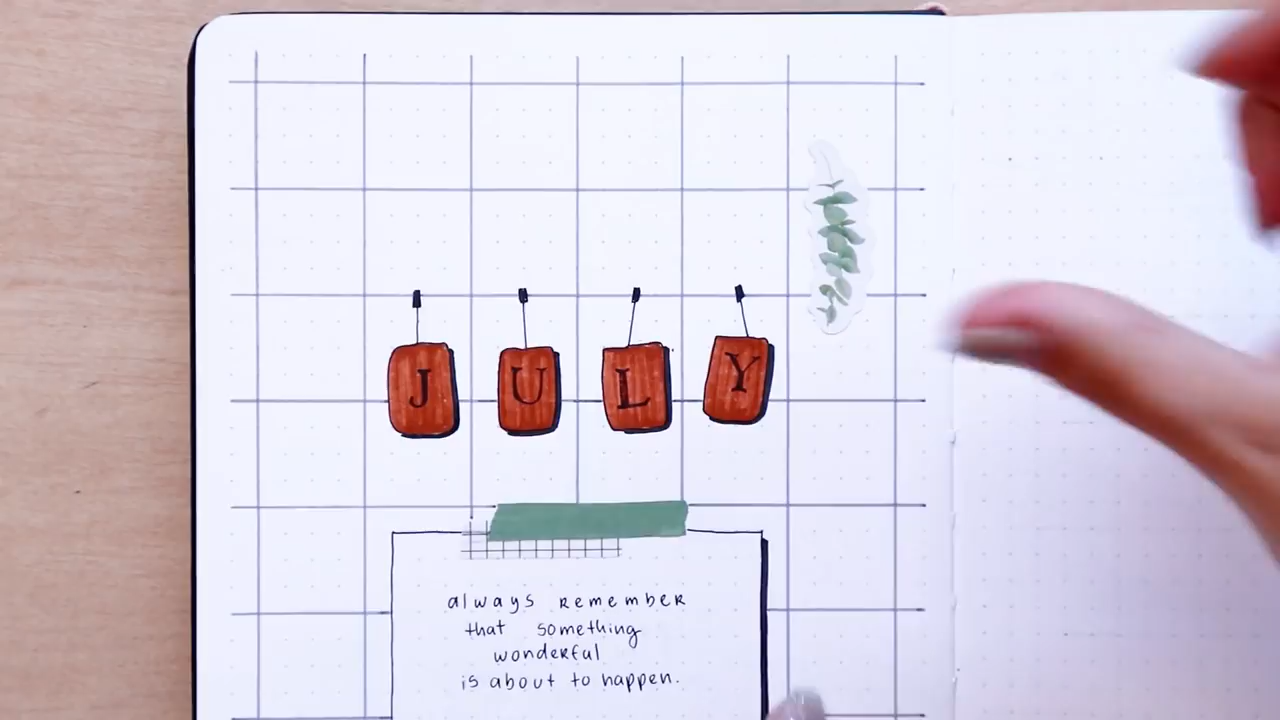 JULY
always remember
that something
wonderful
is about to happen.